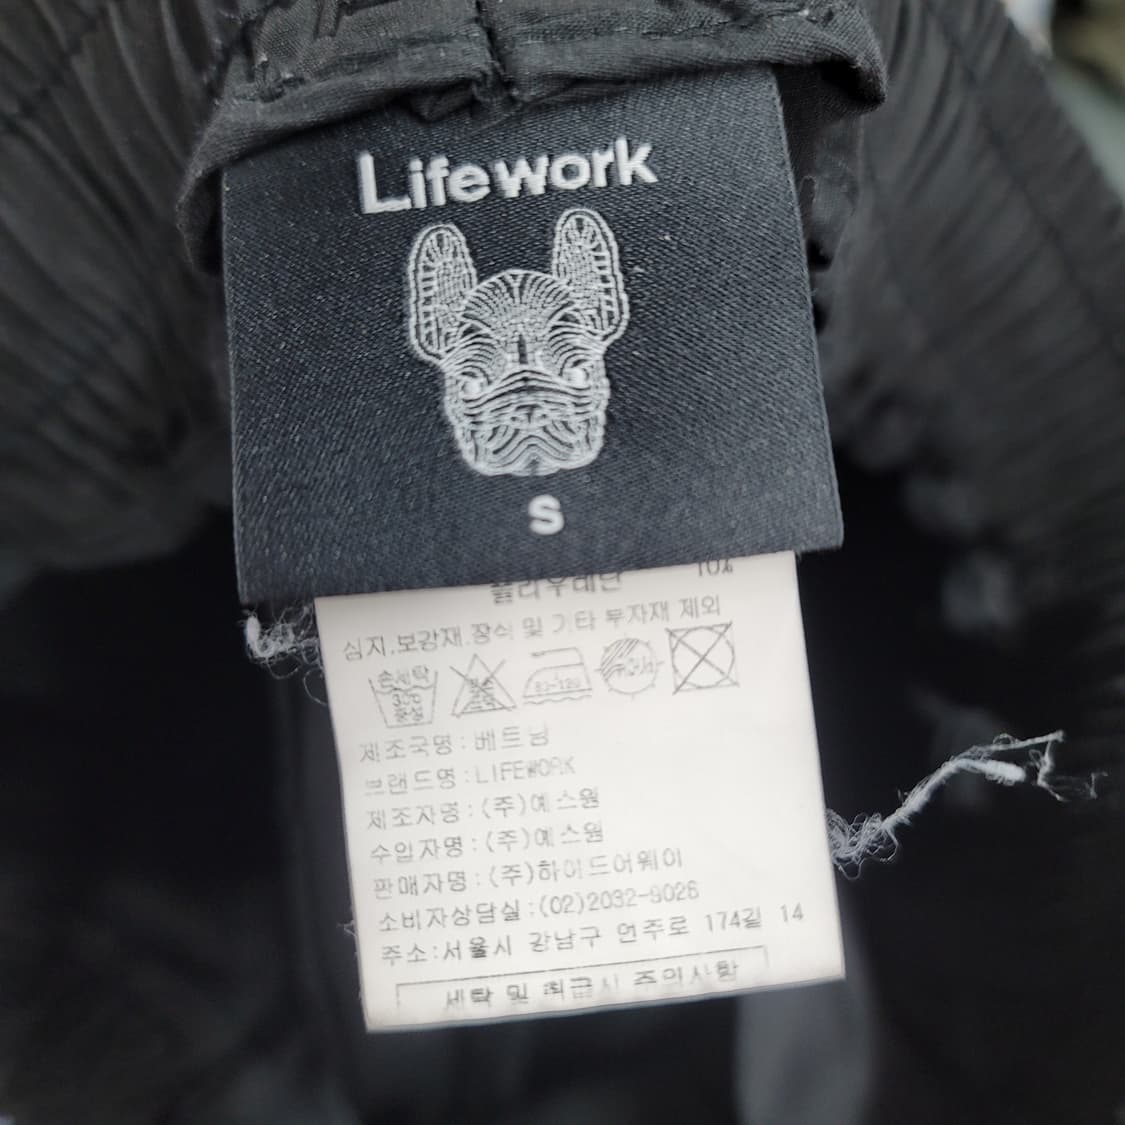 Lifework
S
폴리우레탄 10%
심지,보강재,장식 및 기타 부자재 제외
손세탁
30°
중성
80~120
제조국명:베트남
브랜드명:LIFEWORK
제조자명:(주)예스원
수입자명:(주)예스원
판매자명:(주)하이드어웨이
소비자상담실:(02)2032-9026
주소:서울시 강남구 언주로 174길 14
세탁 및 취급시 주의사항